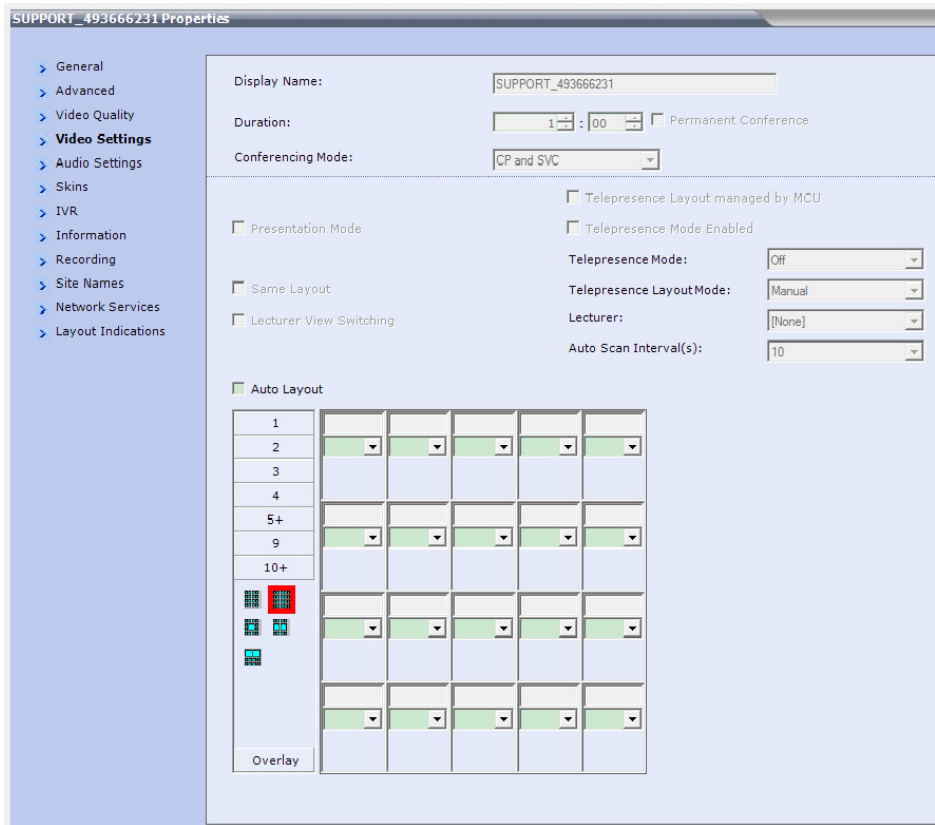 SUPPORT_493666231 Properties
General
Advanced
Video Quality
Video Settings
Audio Settings
Skins
IVR
Information
Recording
Site Names
Network Services
Layout Indications
Display Name: SUPPORT_493666231
Duration: 1 : 00 Permanent Conference
Conferencing Mode: CP and SVC
Telepresence Layout managed by MCU
Presentation Mode Telepresence Mode Enabled
Telepresence Mode: Off
Same Layout Telepresence Layout Mode: Manual
Lecturer View Switching Lecturer: [None]
Auto Scan Interval(s): 10
Auto Layout
1
2
3
4
5+
9
10+
Overlay